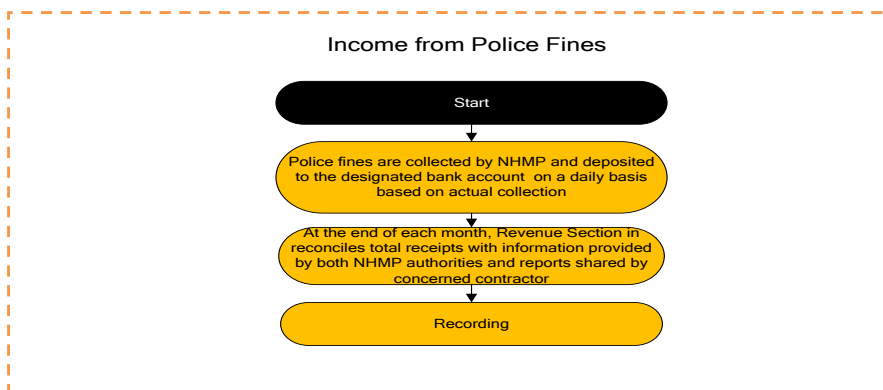 Income from Police Fines
Start
Police fines are collected by NHMP and deposited
to the designated bank account on a daily basis
based on actual collection
At the end of each month, Revenue Section in
reconciles total receipts with information provided
by both NHMP authorities and reports shared by
concerned contractor
Recording